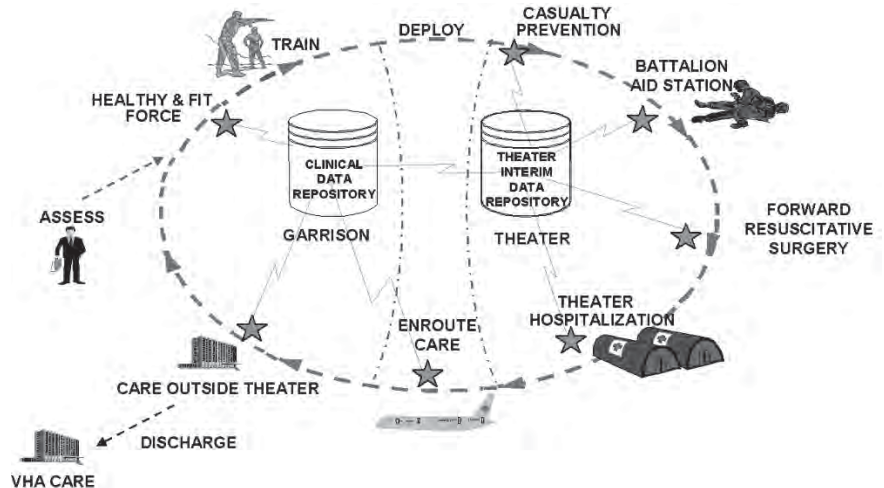 CASUALTY
PREVENTION
DEPLOY
TRAIN
BATTALION
AID STATION
HEALTHY & FIT
FORCE
CLINICAL
DATA
REPOSITORY
THEATER
INTERIM
DATA
REPOSITORY
ASSESS
GARRISON
THEATER
FORWARD
RESUSCITATIVE
SURGERY
THEATER
HOSPITALIZATION
ENROUTE
CARE
CARE OUTSIDE THEATER
DISCHARGE
VHA CARE